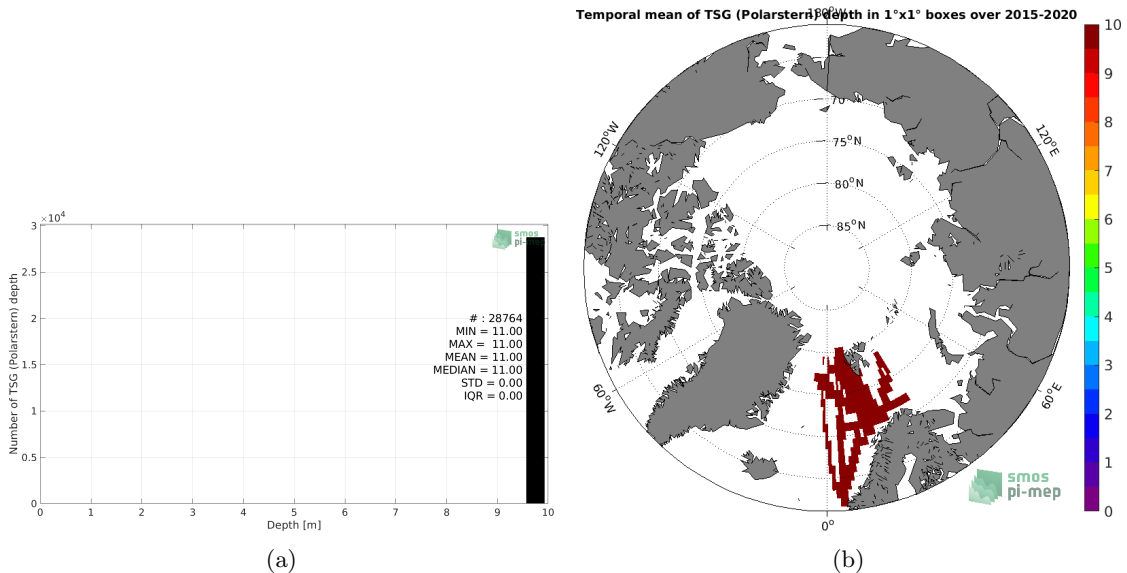 ×10⁴
3
2.5
2
1.5
1
0.5
0
0 1 2 3 4 5 6 7 8 9 10
Number of TSG (Polarstern) depth
Depth [m]
smos
pi-mep
# : 28764
MIN = 11.00
MAX = 11.00
MEAN = 11.00
MEDIAN = 11.00
STD = 0.00
IQR = 0.00
(a)
Temporal mean of TSG (Polarstern) depth in 1°x1° boxes over 2015-2020
180°W
120°W
120°E
60°W
60°E
0°
70°N
75°N
80°N
85°N
smos
pi-mep
10
9
8
7
6
5
4
3
2
1
0
(b)